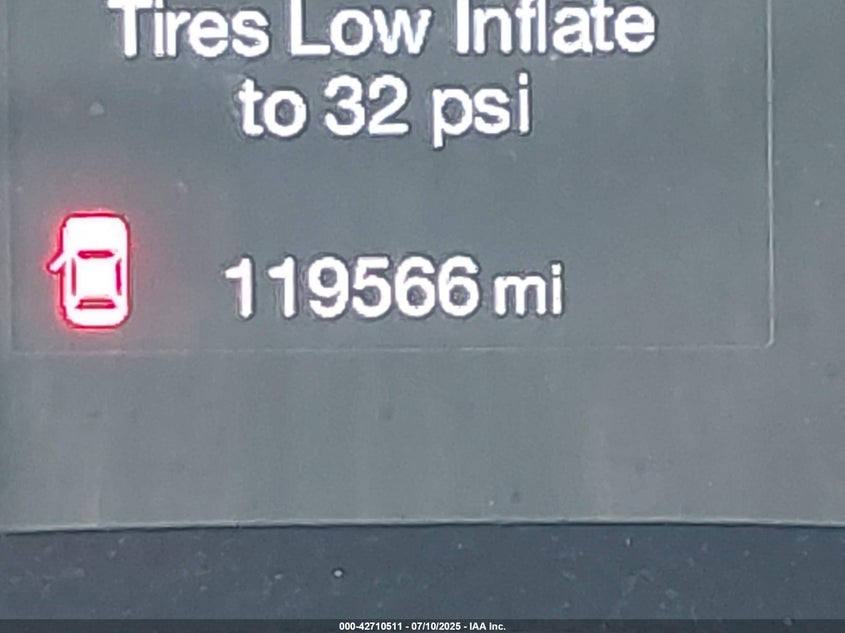 Tires Low Inflate
to 32 psi
119566 mi
000-42710511 - 07/10/2025 - IAA Inc.